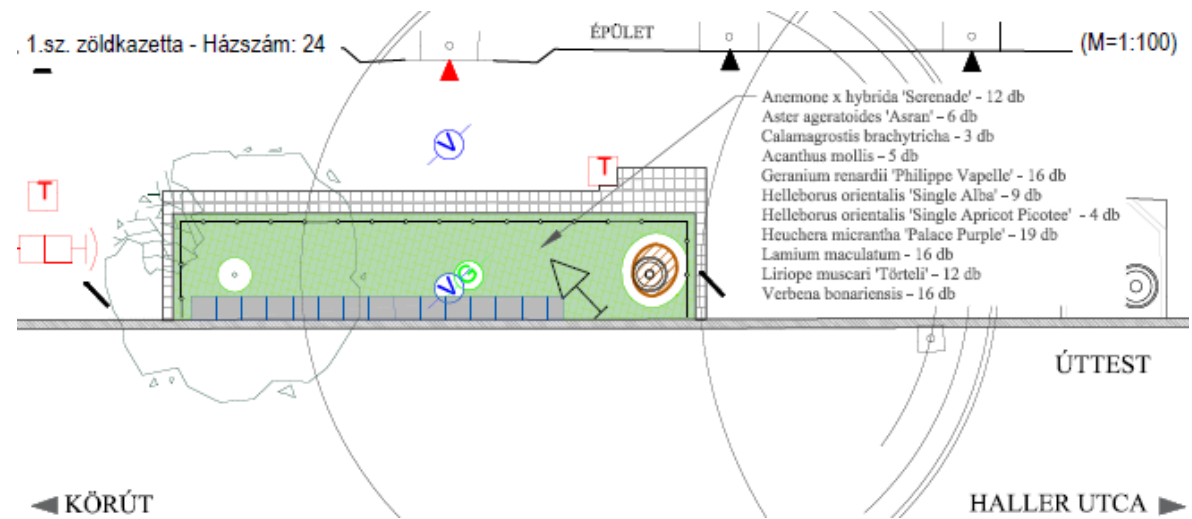 1.sz. zöldkazetta - Házszám: 24
ÉPÜLET
(M=1:100)
Anemone x hybrida 'Serenade' - 12 db
Aster ageratoides 'Asran' – 6 db
Calamagrostis brachytricha – 3 db
Acanthus mollis – 5 db
Geranium renardii 'Philippe Vapelle' – 16 db
Helleborus orientalis 'Single Alba' – 9 db
Helleborus orientalis 'Single Apricot Picotee' - 4 db
Heuchera micrantha 'Palace Purple' – 19 db
Lamium maculatum – 16 db
Liriope muscari 'Törteli' – 12 db
Verbena bonariensis – 16 db
V
T
T
V
G
ÚTTEST
KÖRÚT
HALLER UTCA